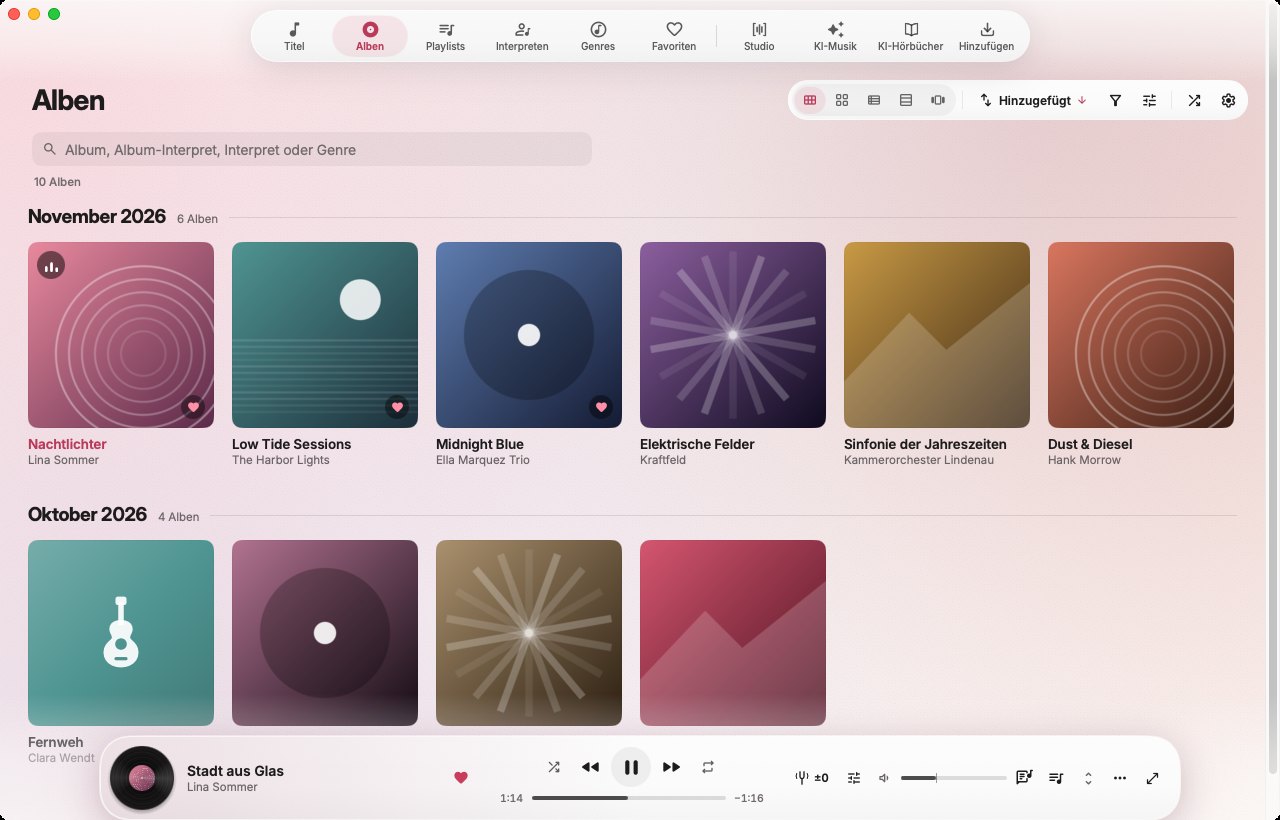 Titel
Alben
Playlists
Interpreten
Genres
Favoriten
Studio
KI-Musik
KI-Hörbücher
Hinzufügen
Alben
Hinzugefügt
Album, Album-Interpret, Interpret oder Genre
10 Alben
November 2026 6 Alben
Nachtlichter
Lina Sommer
Low Tide Sessions
The Harbor Lights
Midnight Blue
Ella Marquez Trio
Elektrische Felder
Kraftfeld
Sinfonie der Jahreszeiten
Kammerorchester Lindenau
Dust & Diesel
Hank Morrow
Oktober 2026 4 Alben
Fernweh
Clara Wendt
Stadt aus Glas
Lina Sommer
1:14
−1:16
±0